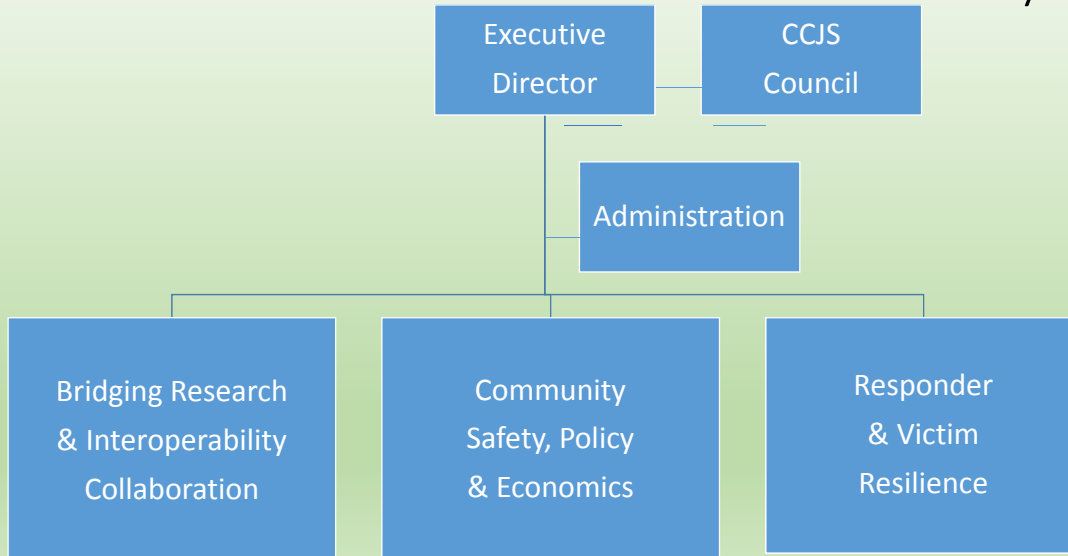 Executive
Director
CCJS
Council
Administration
Bridging Research
& Interoperability
Collaboration
Community
Safety, Policy
& Economics
Responder
& Victim
Resilience